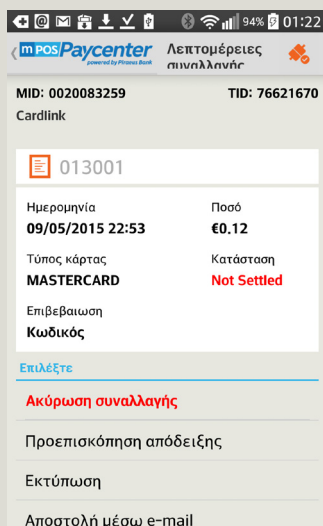 94% 01:22
mPOS Paycenter Λεπτομέρειες
powered by Piraeus Bank συναλλαγής
MID: 0020083259 TID: 76621670
Cardlink
013001
Ημερομηνία Ποσό
09/05/2015 22:53 €0.12
Τύπος κάρτας Κατάσταση
MASTERCARD Not Settled
Επιβεβαιωση
Κωδικός
Επιλέξτε
Ακύρωση συναλλαγής
Προεπισκόπηση απόδειξης
Εκτύπωση
Αποστολή μέσω e-mail